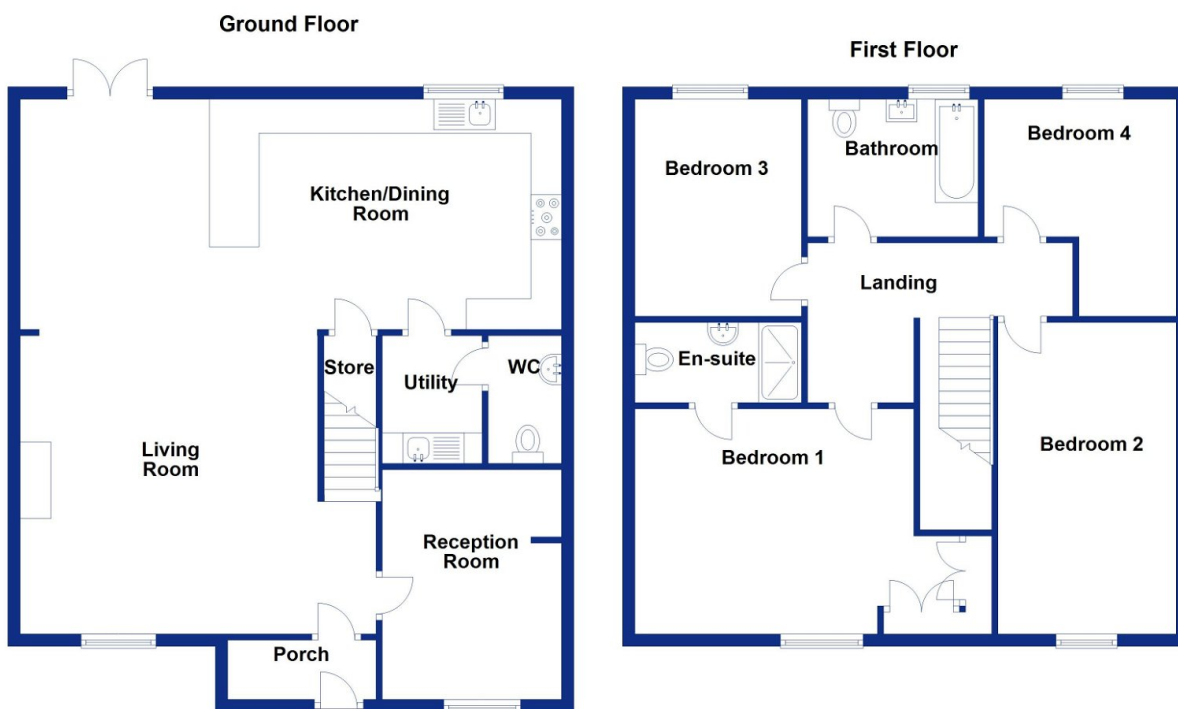 Ground Floor
Kitchen/Dining
Room
Store
Utility
WC
Living
Room
Reception
Room
Porch
First Floor
Bedroom 3
Bathroom
Bedroom 4
Landing
En-suite
Bedroom 1
Bedroom 2